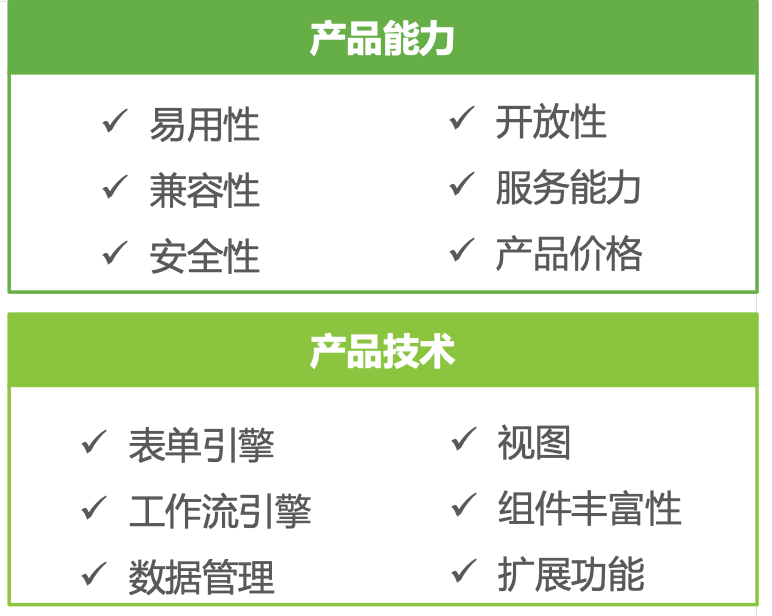 产品能力
✓ 易用性
✓ 开放性
✓ 兼容性
✓ 服务能力
✓ 安全性
✓ 产品价格
产品技术
✓ 表单引擎
✓ 视图
✓ 工作流引擎
✓ 组件丰富性
✓ 数据管理
✓ 扩展功能